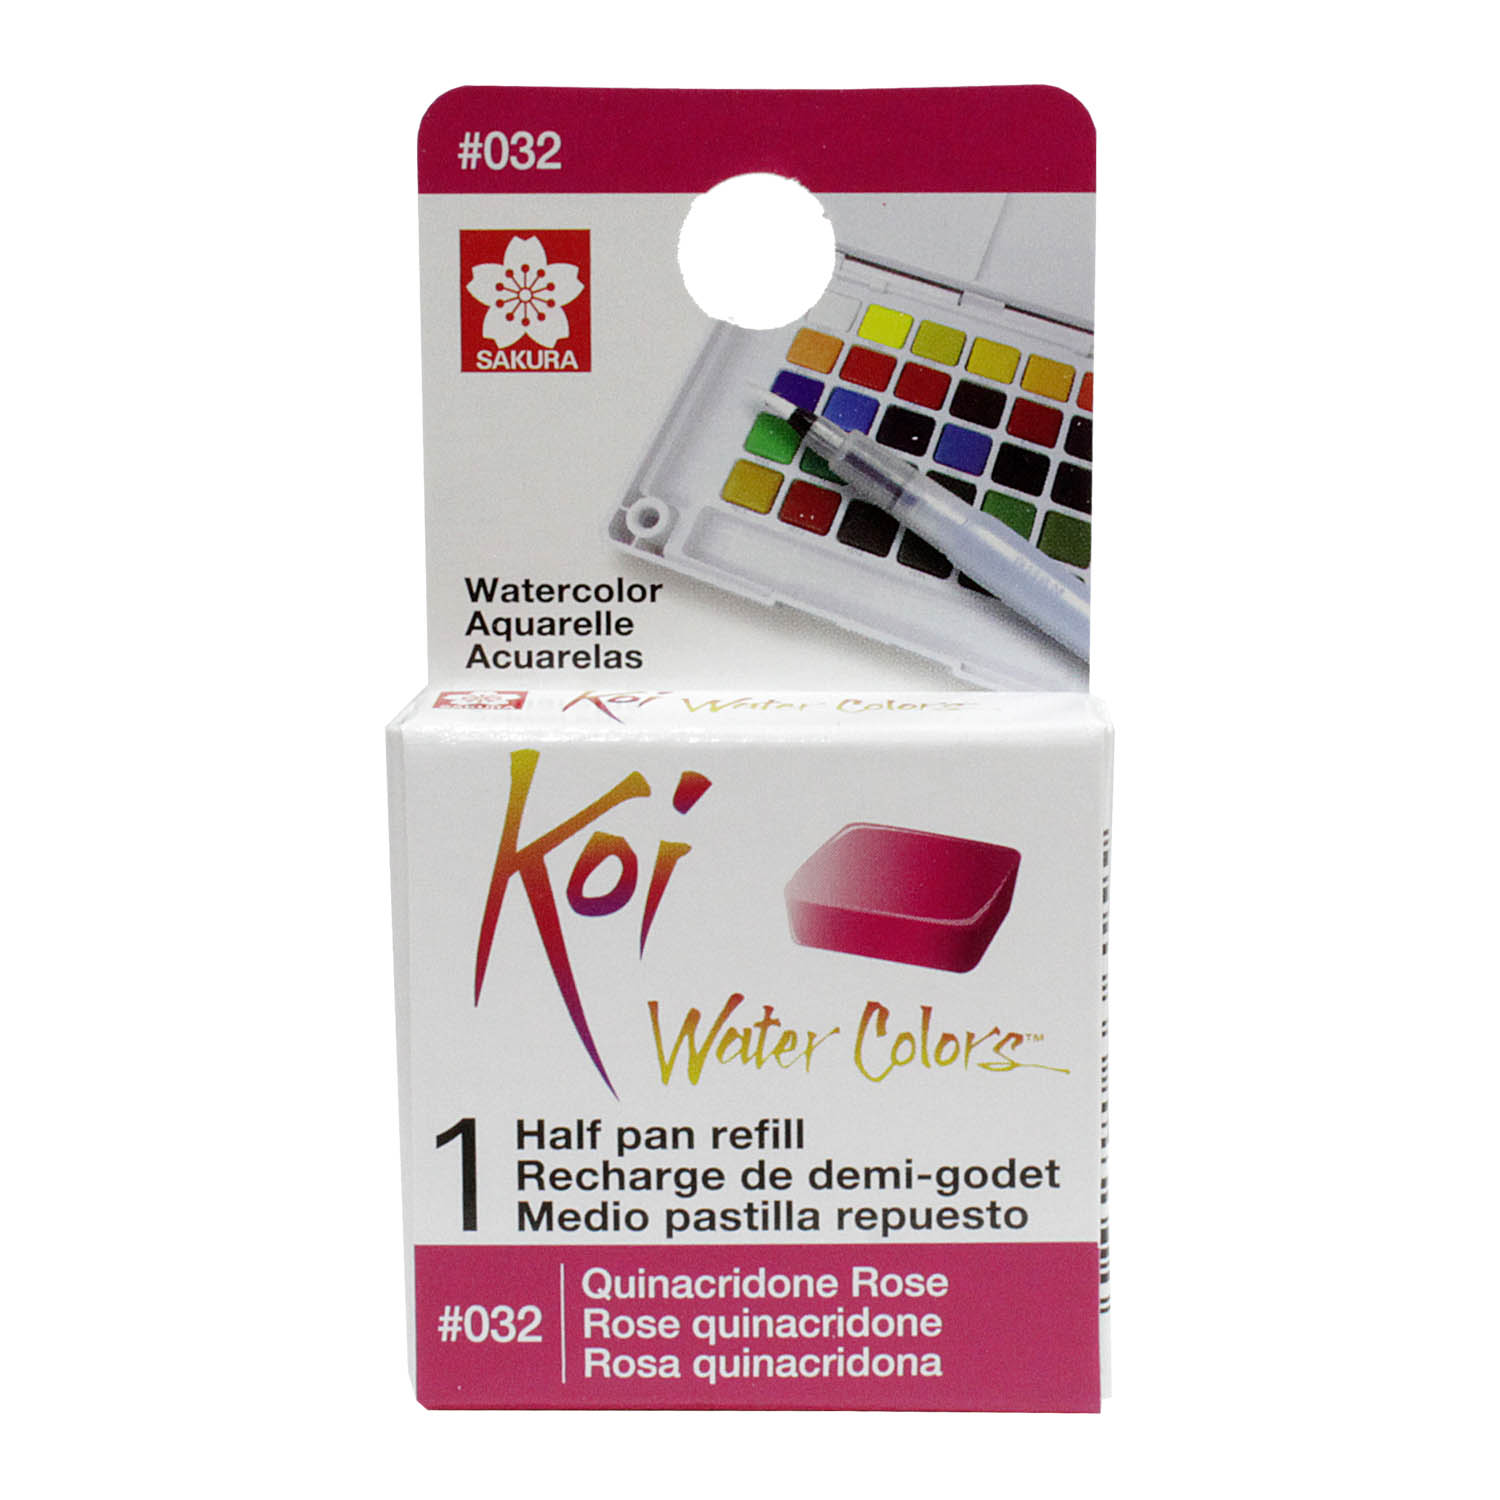 #032
SAKURA
Watercolor
Aquarelle
Acuarelas
SAKURA Koi Water Colors
Koi
Water Colors™
1 Half pan refill
Recharge de demi-godet
Medio pastilla repuesto
#032
Quinacridone Rose
Rose quinacridone
Rosa quinacridona